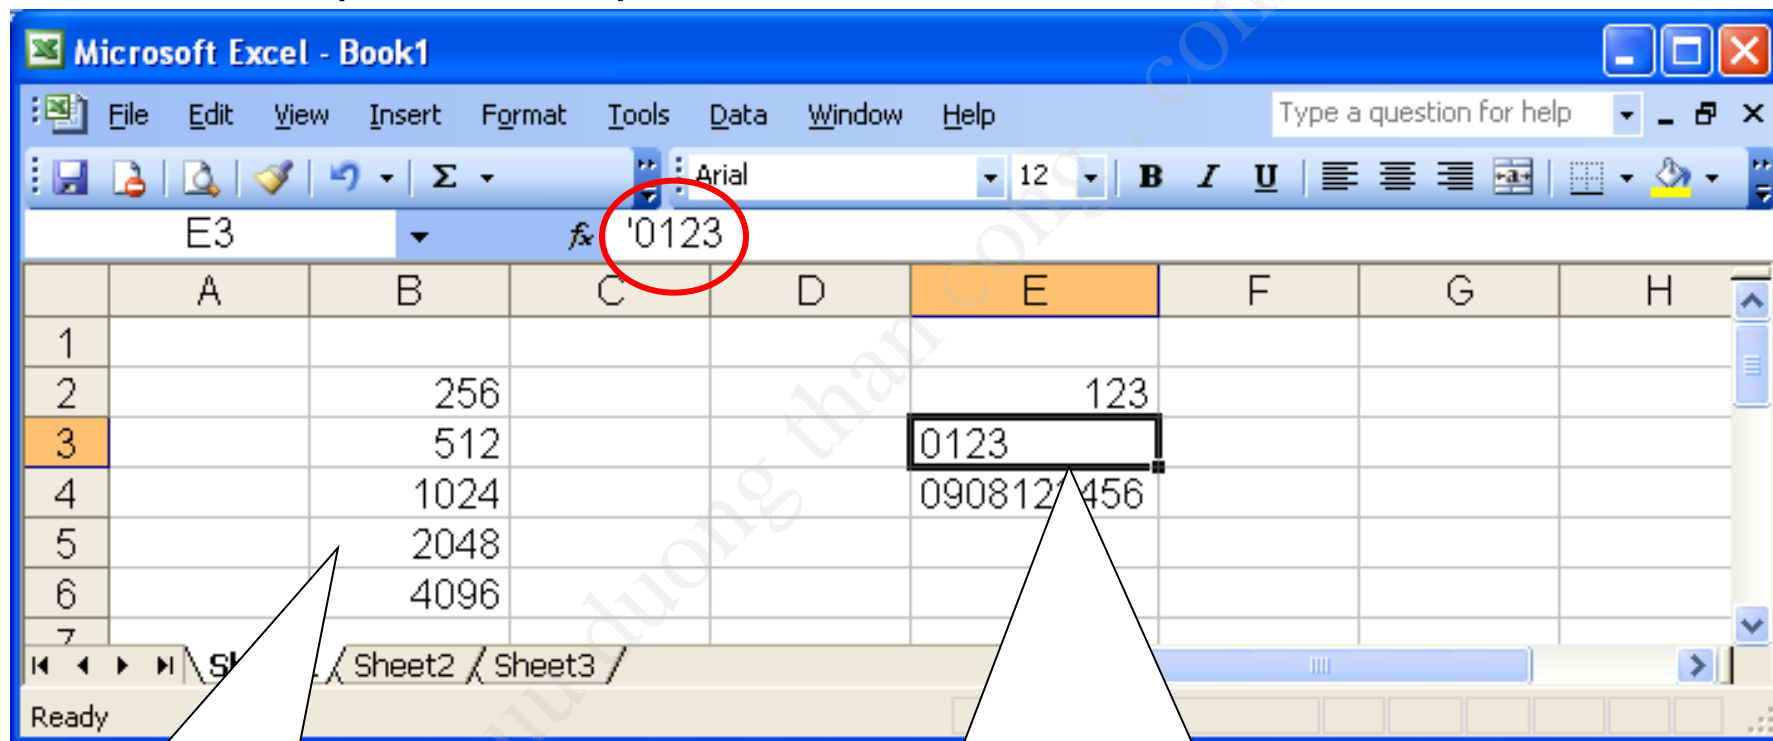 Microsoft Excel - Book1
File Edit View Insert Format Tools Data Window Help Type a question for help
Σ Arial 12 B I U
E3 fx '0123
A B C D E F G H
1
2 256 123
3 512 0123
4 1024
5 2048
6 4096
7
Sheet2 Sheet3
Ready